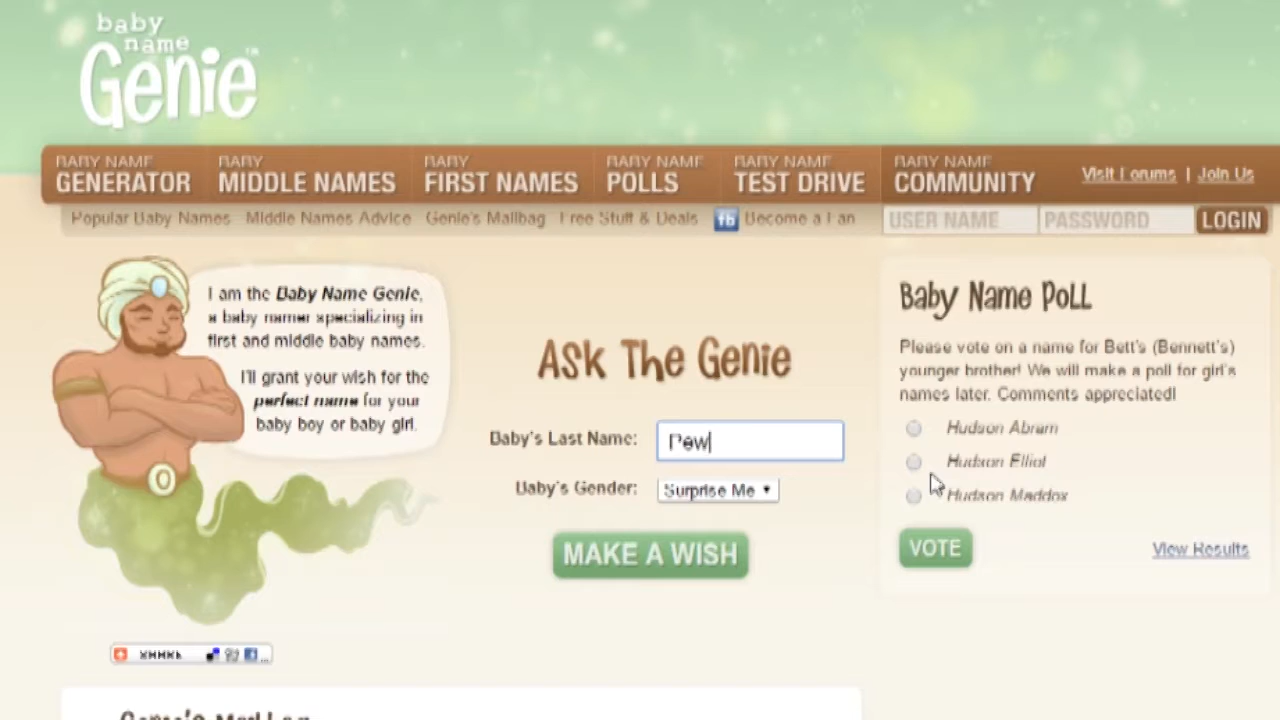 baby
name
Genie™
BABY NAME
GENERATOR
BABY
MIDDLE NAMES
BABY
FIRST NAMES
BABY NAME
POLLS
BABY NAME
TEST DRIVE
BABY NAME
COMMUNITY
Visit Forums | Join Us
Popular Baby Names Middle Names Advice Genie's Mailbag Free Stuff & Deals fb Become a Fan
USER NAME PASSWORD LOGIN
I am the Baby Name Genie,
a baby namer specializing in
first and middle baby names.
I'll grant your wish for the
perfect name for your
baby boy or baby girl.
Ask The Genie
Baby's Last Name: Pew
Baby's Gender: Surprise Me
MAKE A WISH
Baby Name Poll
Please vote on a name for Bett's (Bennett's)
younger brother! We will make a poll for girl's
names later. Comments appreciated!
Hudson Abram
Hudson Elliot
Hudson Maddox
VOTE View Results
Genie's Mailbag